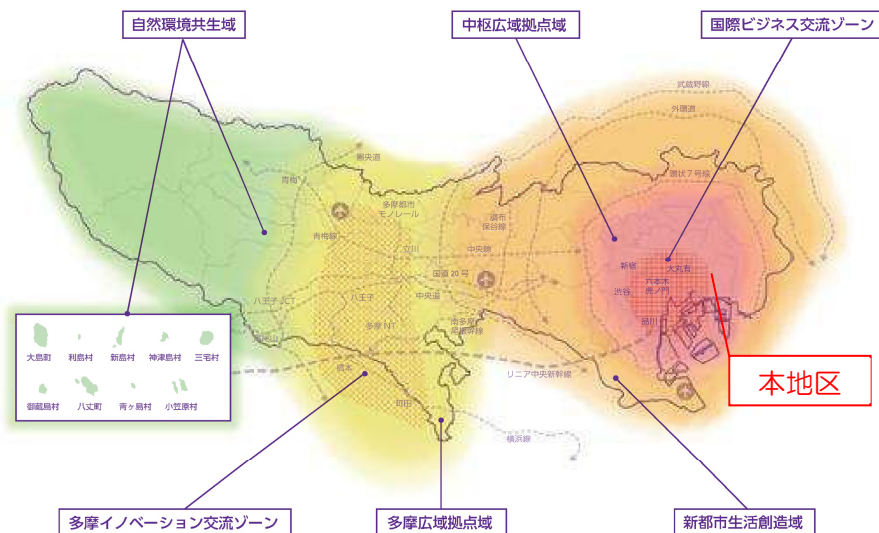 自然環境共生域
中枢広域拠点域
国際ビジネス交流ゾーン
武蔵野線
外環道
圏央道
環状7号線
青梅
多摩都市
モノレール
調布
保谷線
青梅線
立川
中央線
新宿
大丸有
国道20号
六本木
虎ノ門
渋谷
八王子JCT
八王子
中央道
品川
多摩NT
南多摩
尾根幹線
大島町
利島村
新島村
神津島村
三宅村
橋本
リニア中央新幹線
本地区
御蔵島村
八丈町
青ヶ島村
小笠原村
町田
横浜線
多摩イノベーション交流ゾーン
多摩広域拠点域
新都市生活創造域